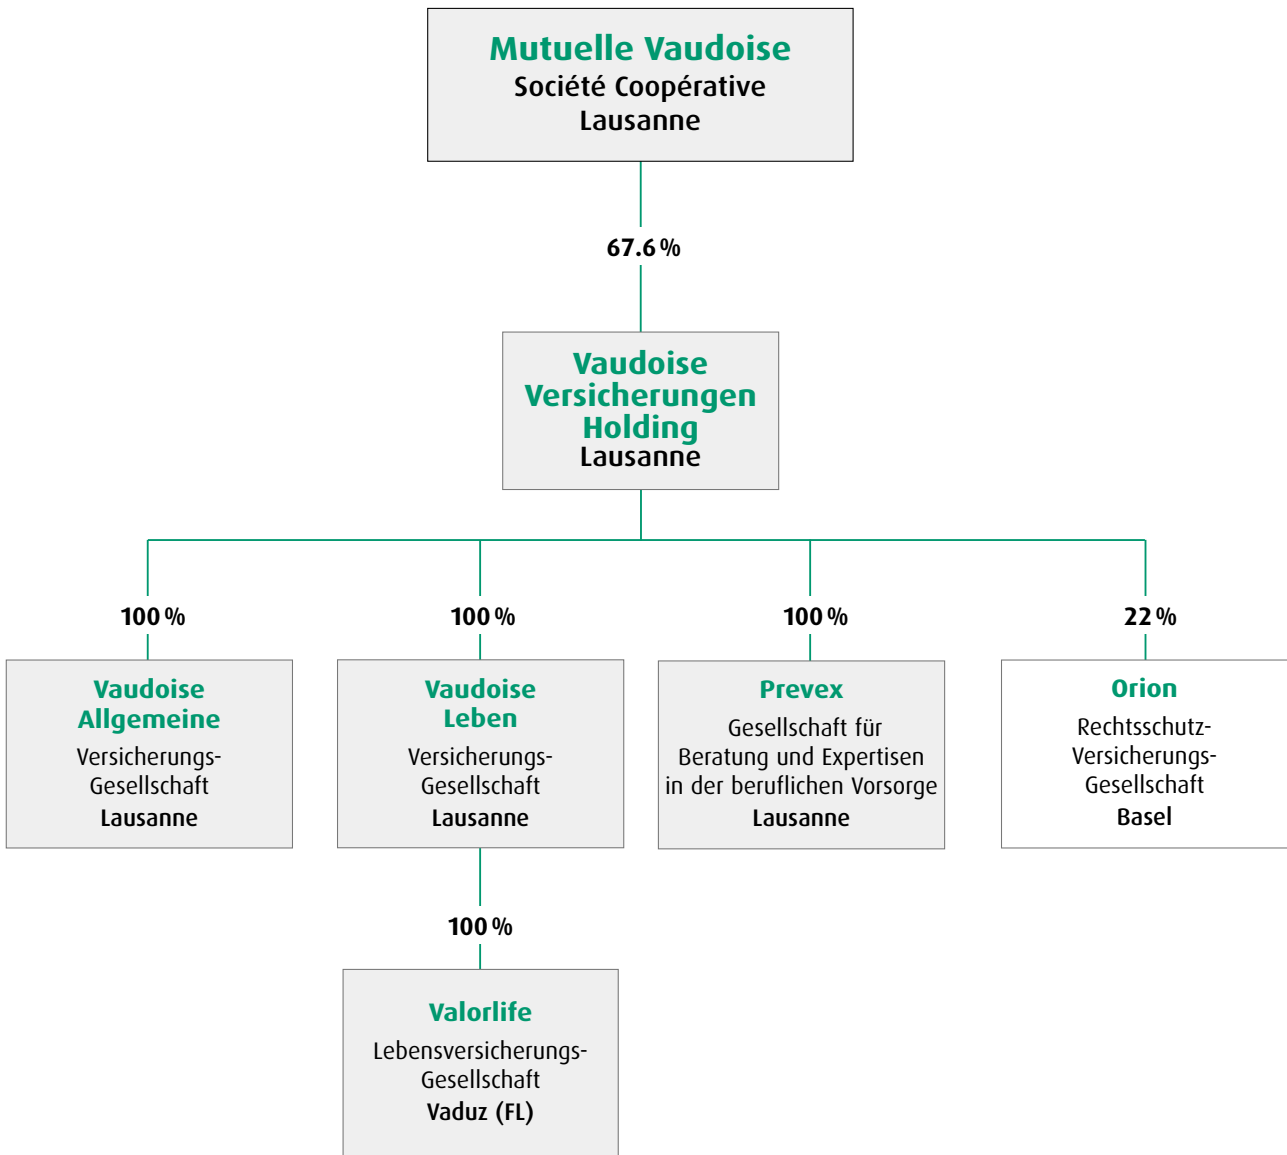 Mutuelle Vaudoise
Société Coopérative
Lausanne
67.6 %
Vaudoise
Versicherungen
Holding
Lausanne
100 %
100 %
100 %
22 %
Vaudoise
Allgemeine
Versicherungs-
Gesellschaft
Lausanne
Vaudoise
Leben
Versicherungs-
Gesellschaft
Lausanne
Prevex
Gesellschaft für
Beratung und Expertisen
in der beruflichen Vorsorge
Lausanne
Orion
Rechtsschutz-
Versicherungs-
Gesellschaft
Basel
100 %
Valorlife
Lebensversicherungs-
Gesellschaft
Vaduz (FL)